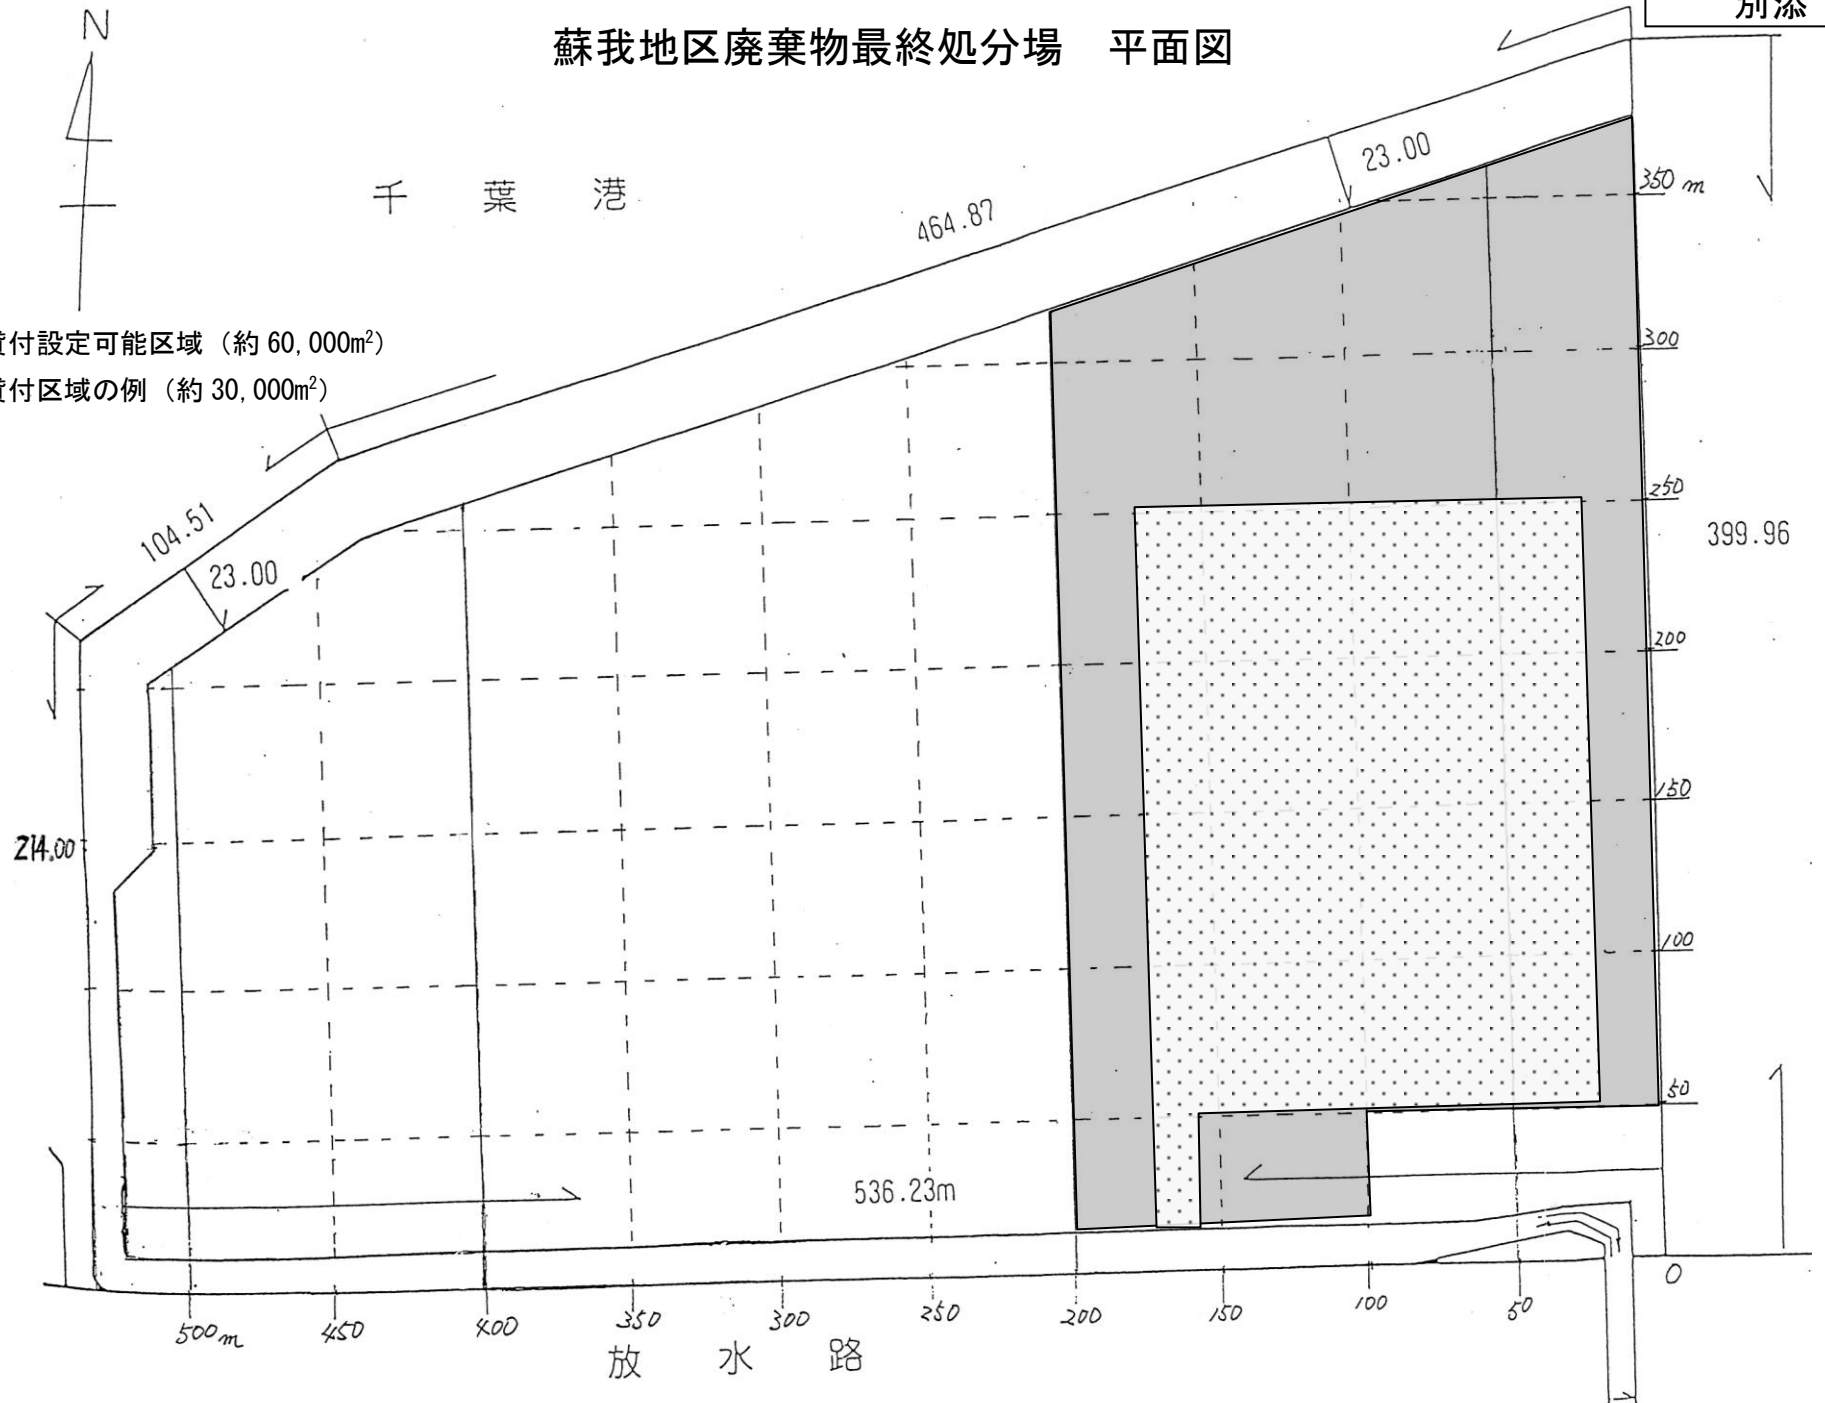 別添
蘇我地区廃棄物最終処分場　平面図
N
千葉港
23.00
464.87
350 m
貸付設定可能区域（約60,000m²）
貸付区域の例（約30,000m²）
300
250
399.96
104.51
23.00
200
150
214.00
100
50
536.23m
0
500m
450
400
350
300
250
200
150
100
50
放水路